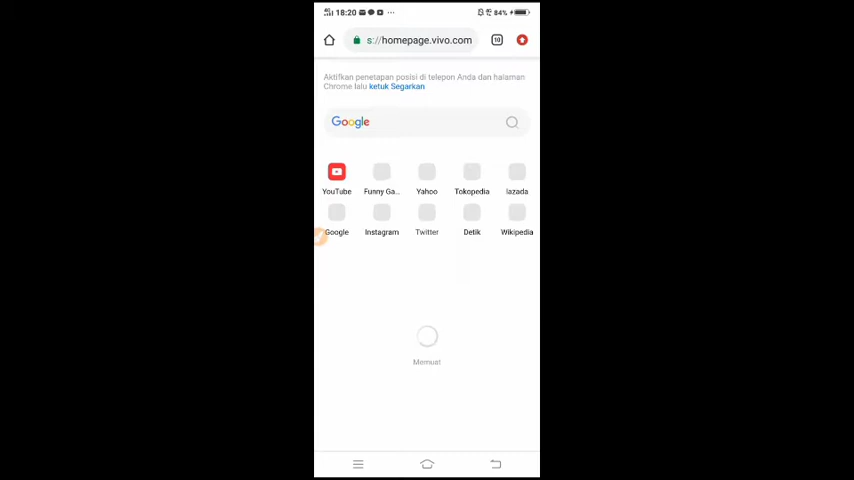 4G 18:20 84%
s://homepage.vivo.com 10
Aktifkan penetapan posisi di telepon Anda dan halaman
Chrome lalu ketuk Segarkan
Google
YouTube Funny Ga... Yahoo Tokopedia lazada
Google Instagram Twitter Detik Wikipedia
Memuat